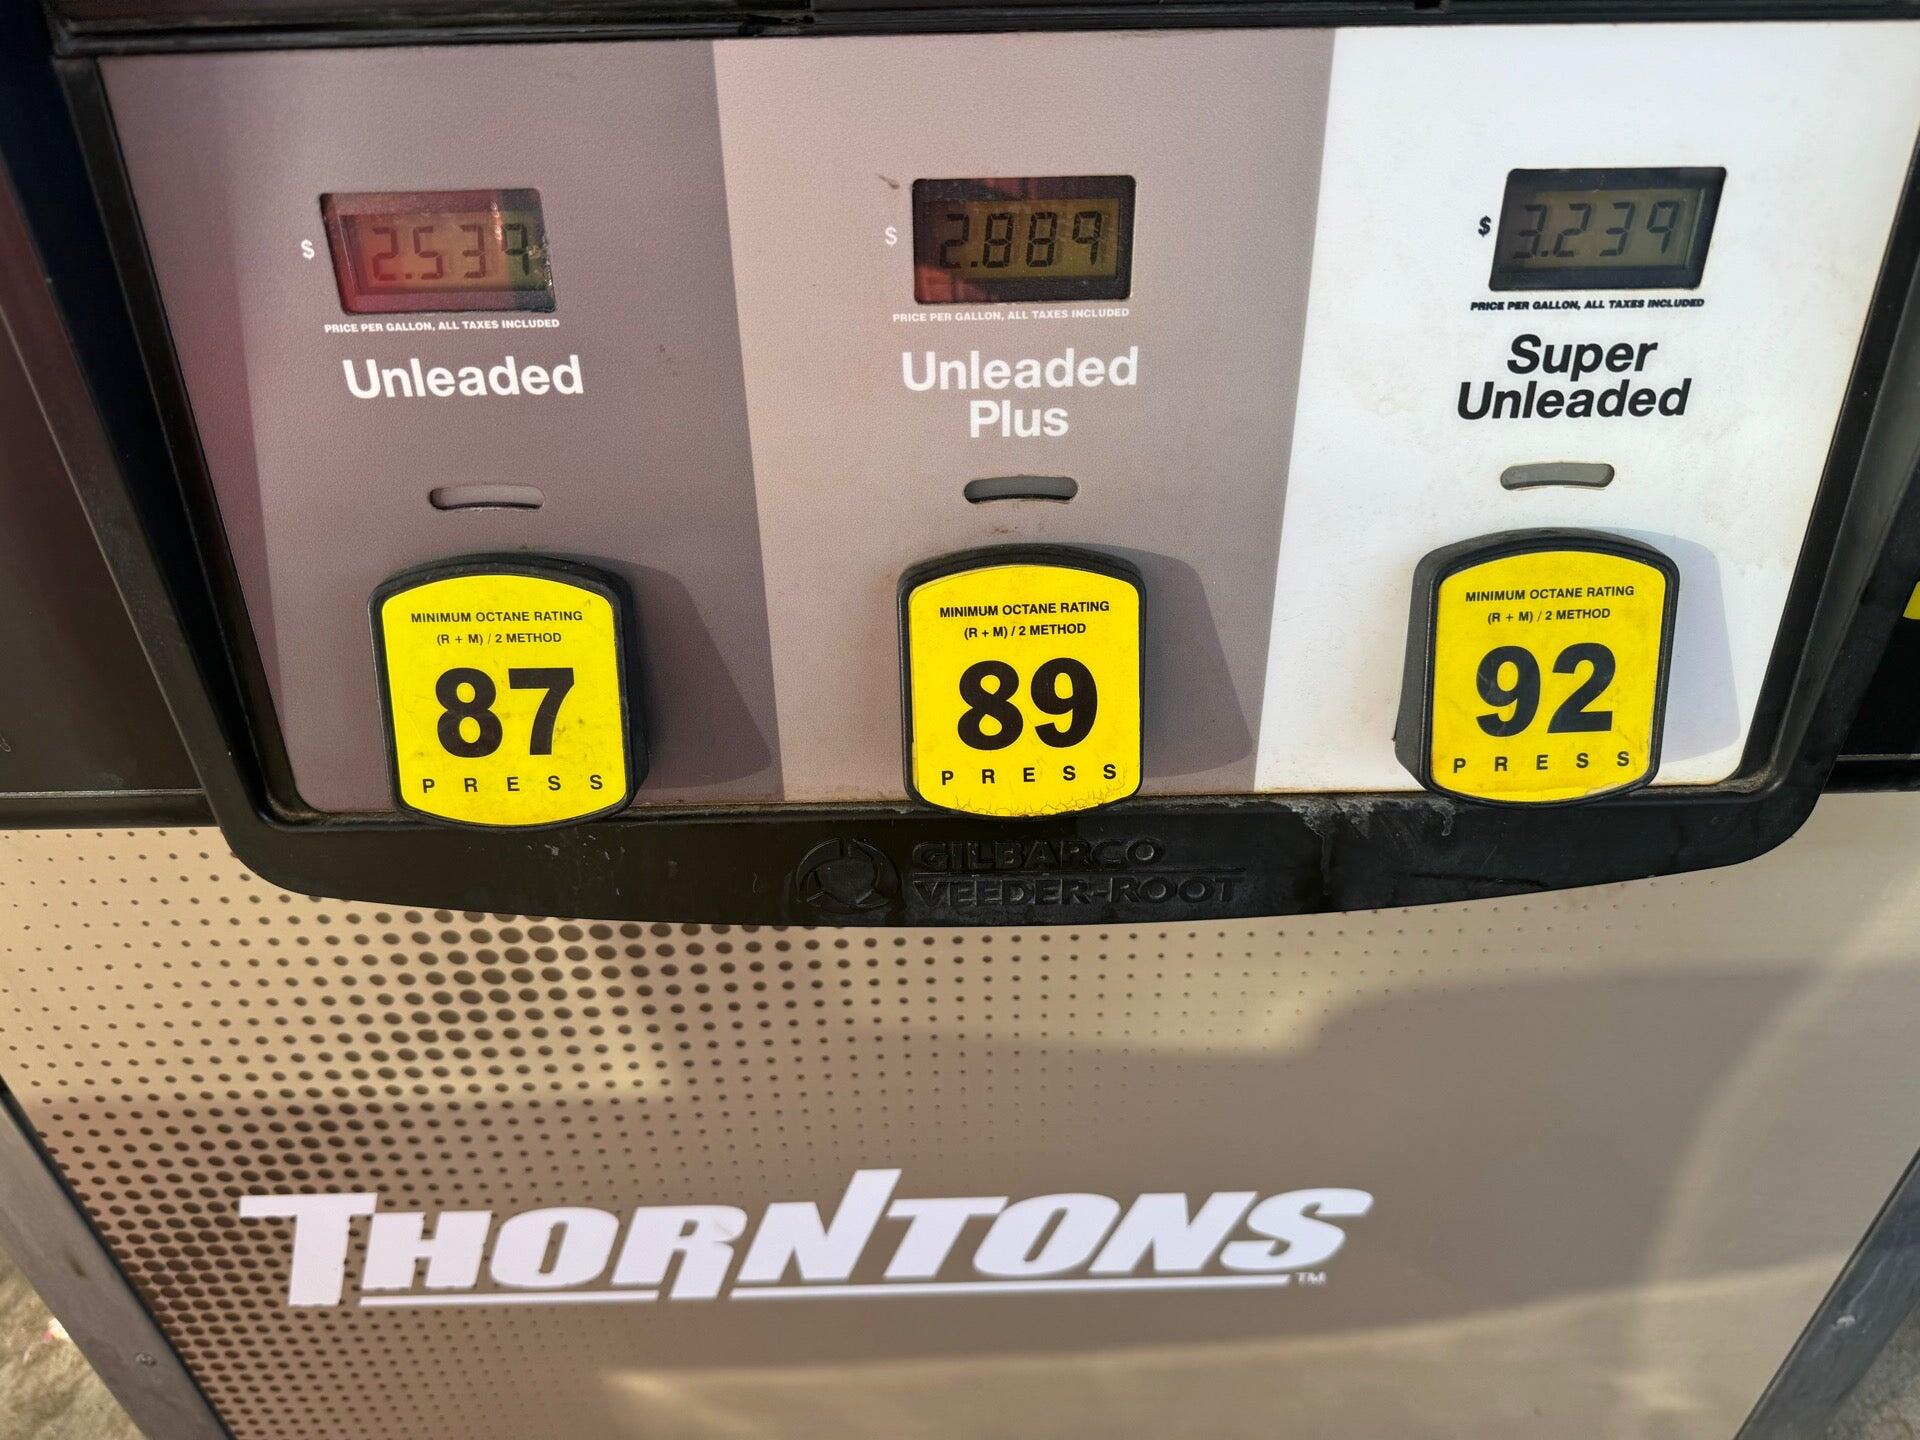 $ 2.539
PRICE PER GALLON, ALL TAXES INCLUDED
Unleaded
MINIMUM OCTANE RATING
(R + M) / 2 METHOD
87
PRESS
$ 2.889
PRICE PER GALLON, ALL TAXES INCLUDED
Unleaded
Plus
MINIMUM OCTANE RATING
(R + M) / 2 METHOD
89
PRESS
$ 3.239
PRICE PER GALLON, ALL TAXES INCLUDED
Super
Unleaded
MINIMUM OCTANE RATING
(R + M) / 2 METHOD
92
PRESS
GILBARCO
VEEDER-ROOT
THORNTONS™